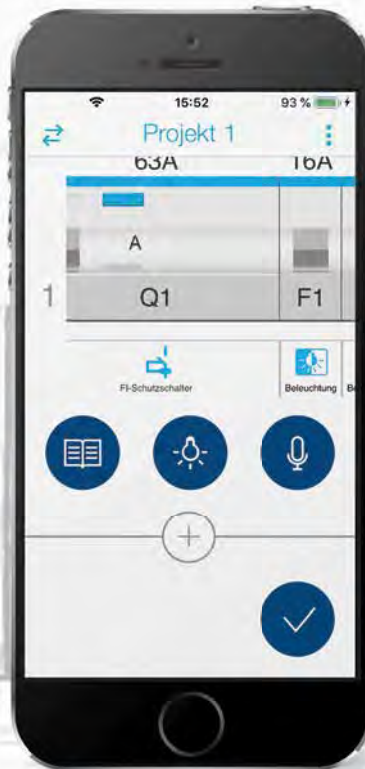 15:52
93 %
Projekt 1
63A
16A
A
1
Q1
F1
FI-Schutzschalter
Beleuchtung